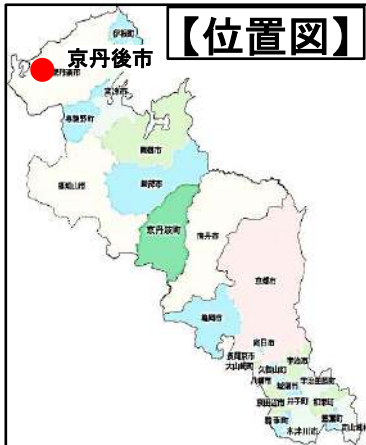 【位置図】
京丹後市
伊根町
京丹後市
宮津市
与謝野町
舞鶴市
綾部市
福知山市
京丹波町
南丹市
京都市
亀岡市
向日市
長岡京市
大山崎町
宇治市
久御山町
八幡市
宇治田原町
城陽市
京田辺市
井手町
和束町
精華町
笠置町
南山城村
木津川市